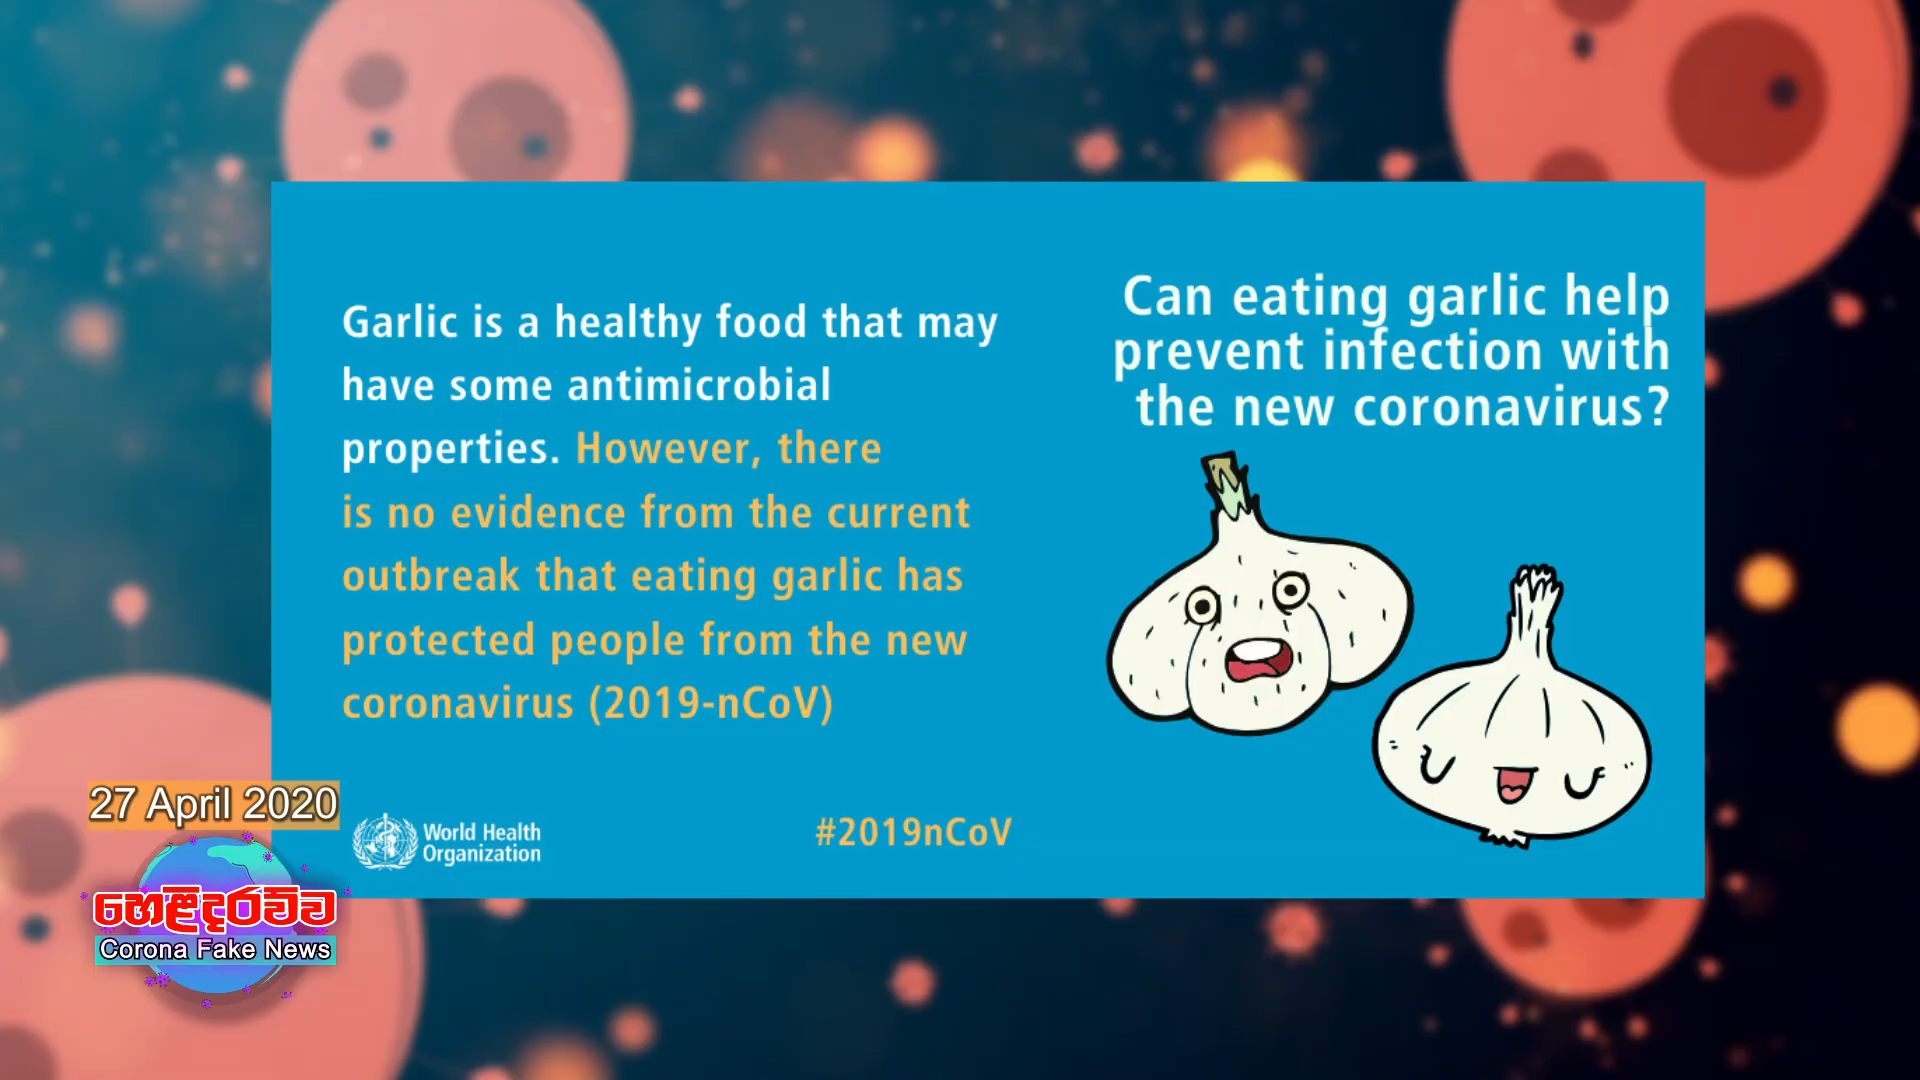 Can eating garlic help
prevent infection with
the new coronavirus?
Garlic is a healthy food that may
have some antimicrobial
properties. However, there
is no evidence from the current
outbreak that eating garlic has
protected people from the new
coronavirus (2019-nCoV)
World Health
Organization
#2019nCoV
27 April 2020
හෙළිදරව්ව
Corona Fake News